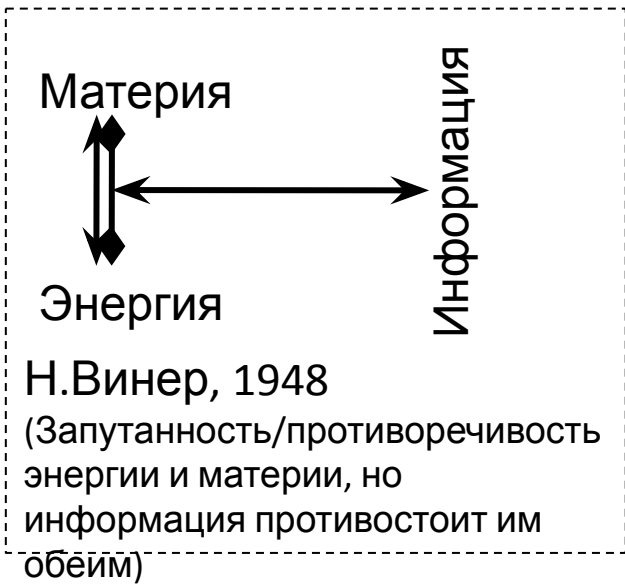 Материя
Информация
Энергия
Н.Винер, 1948
(Запутанность/противоречивость
энергии и материи, но
информация противостоит им
обеим)